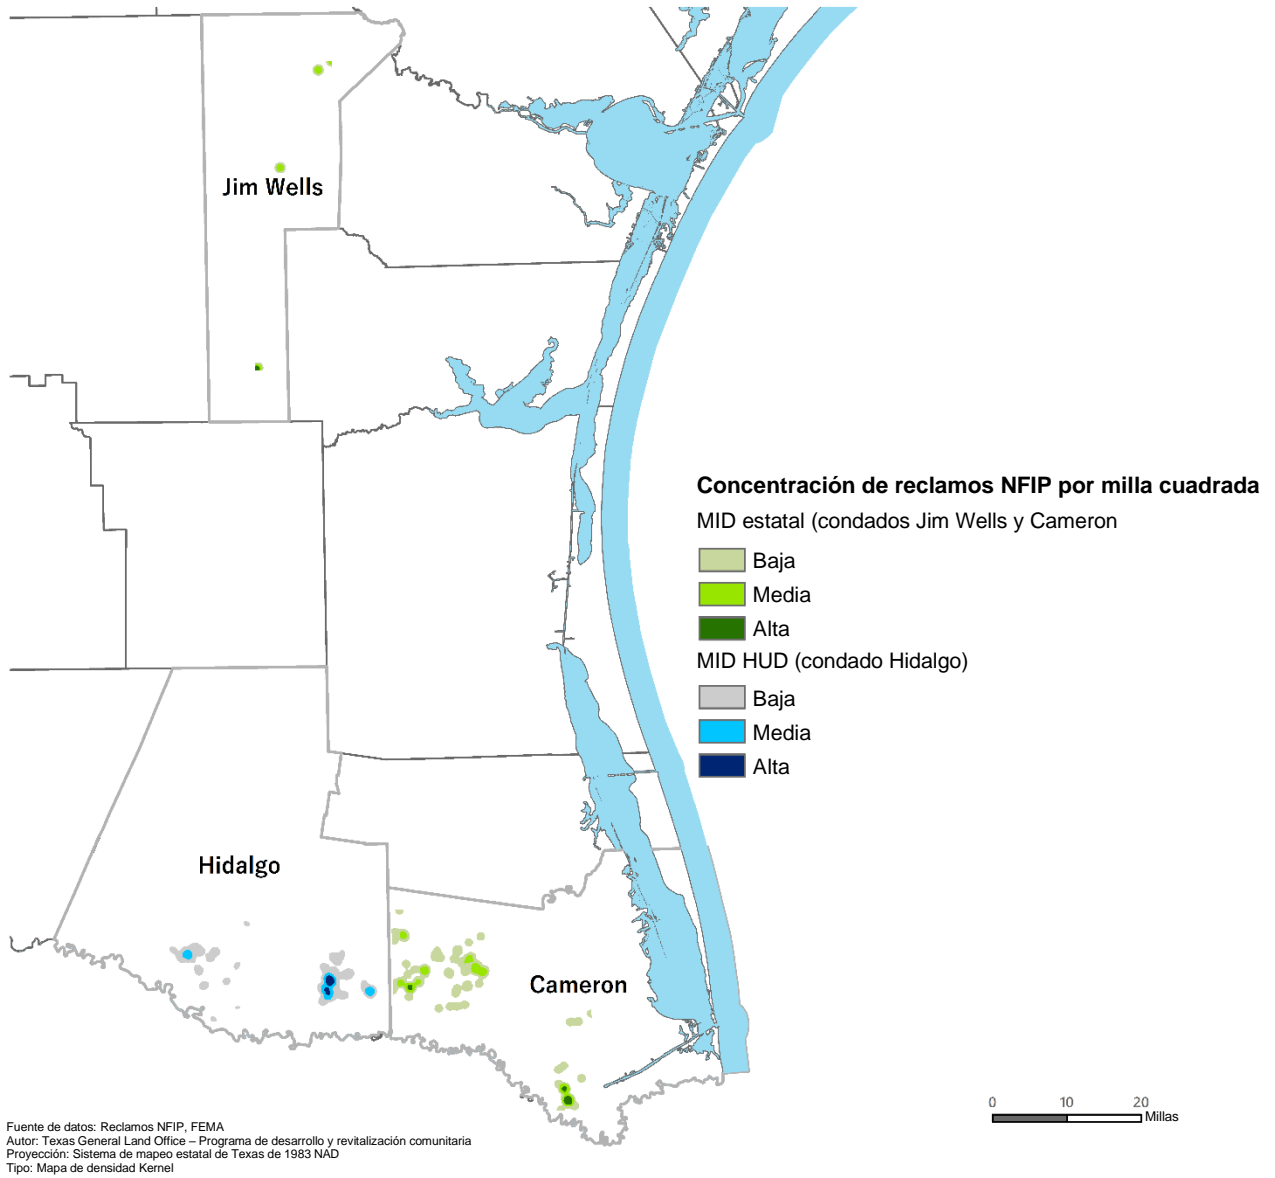 Jim Wells
Concentración de reclamos NFIP por milla cuadrada
MID estatal (condados Jim Wells y Cameron
Baja
Media
Alta
MID HUD (condado Hidalgo)
Baja
Media
Alta
Hidalgo
Cameron
0 10 20
Millas
Fuente de datos: Reclamos NFIP, FEMA
Autor: Texas General Land Office – Programa de desarrollo y revitalización comunitaria
Proyección: Sistema de mapeo estatal de Texas de 1983 NAD
Tipo: Mapa de densidad Kernel